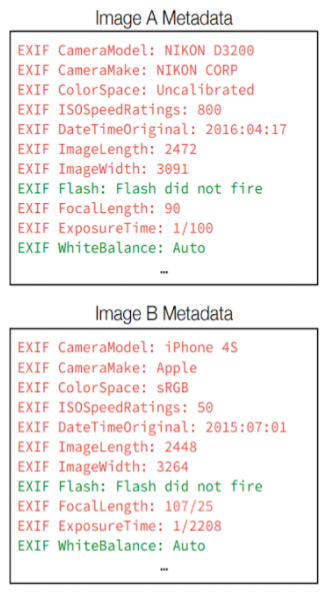 Image A Metadata
EXIF CameraModel: NIKON D3200
EXIF CameraMake: NIKON CORP
EXIF ColorSpace: Uncalibrated
EXIF ISOSpeedRatings: 800
EXIF DateTimeOriginal: 2016:04:17
EXIF ImageLength: 2472
EXIF ImageWidth: 3091
EXIF Flash: Flash did not fire
EXIF FocalLength: 90
EXIF ExposureTime: 1/100
EXIF WhiteBalance: Auto
…
Image B Metadata
EXIF CameraModel: iPhone 4S
EXIF CameraMake: Apple
EXIF ColorSpace: sRGB
EXIF ISOSpeedRatings: 50
EXIF DateTimeOriginal: 2015:07:01
EXIF ImageLength: 2448
EXIF ImageWidth: 3264
EXIF Flash: Flash did not fire
EXIF FocalLength: 107/25
EXIF ExposureTime: 1/2208
EXIF WhiteBalance: Auto
…